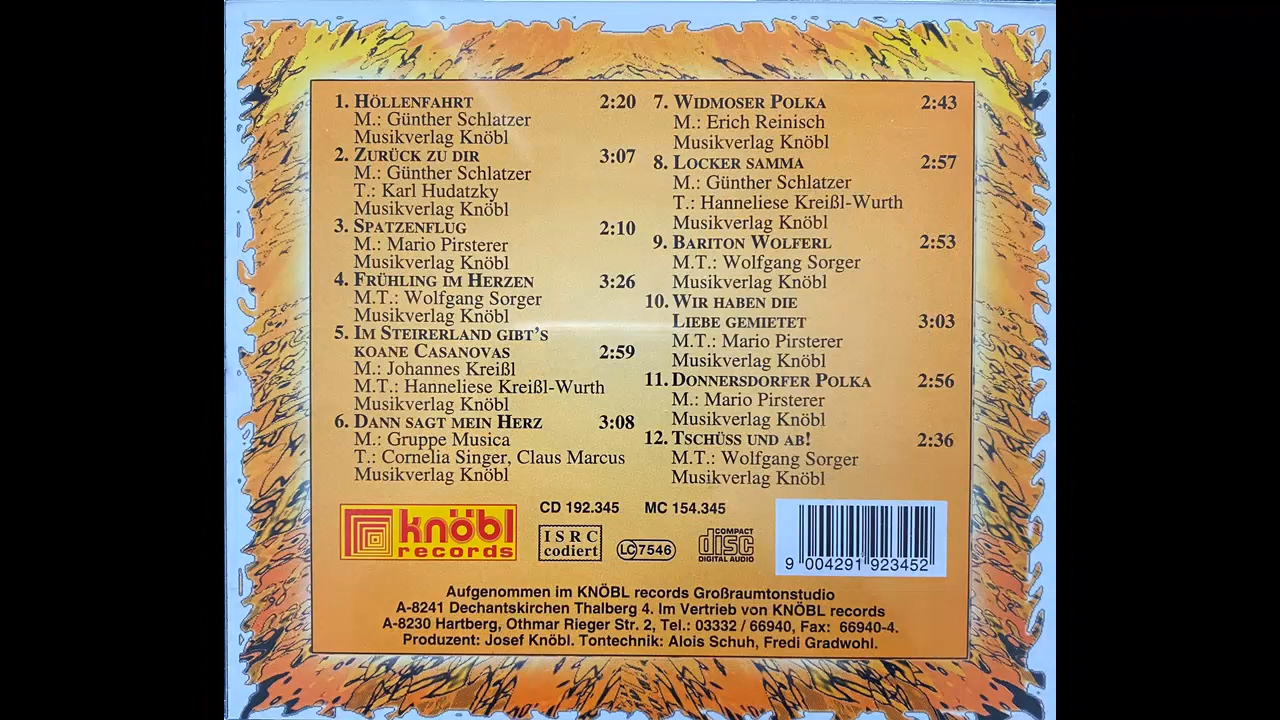 1. HÖLLENFAHRT 2:20
M.: Günther Schlatzer
Musikverlag Knöbl
2. ZURÜCK ZU DIR 3:07
M.: Günther Schlatzer
T.: Karl Hudatzky
Musikverlag Knöbl
3. SPATZENFLUG 2:10
M.: Mario Pirsterer
Musikverlag Knöbl
4. FRÜHLING IM HERZEN 3:26
M.T.: Wolfgang Sorger
Musikverlag Knöbl
5. IM STEIRERLAND GIBT'S
KOANE CASANOVAS 2:59
M.: Johannes Kreißl
M.T.: Hanneliese Kreißl-Wurth
Musikverlag Knöbl
6. DANN SAGT MEIN HERZ 3:08
M.: Gruppe Musica
T.: Cornelia Singer, Claus Marcus
Musikverlag Knöbl
7. WIDMOSER POLKA 2:43
M.: Erich Reinisch
Musikverlag Knöbl
8. LOCKER SAMMA 2:57
M.: Günther Schlatzer
T.: Hanneliese Kreißl-Wurth
Musikverlag Knöbl
9. BARITON WOLFERL 2:53
M.T.: Wolfgang Sorger
Musikverlag Knöbl
10. WIR HABEN DIE
LIEBE GEMIETET 3:03
M.T.: Mario Pirsterer
Musikverlag Knöbl
11. DONNERSDORFER POLKA 2:56
M.: Mario Pirsterer
Musikverlag Knöbl
12. TSCHÜSS UND AB! 2:36
M.T.: Wolfgang Sorger
Musikverlag Knöbl
knöbl
records
CD 192.345 MC 154.345
ISRC
codiert
LC 7546
COMPACT
disc
DIGITAL AUDIO
9 004291 923452
Aufgenommen im KNÖBL records Großraumtonstudio
A-8241 Dechantskirchen Thalberg 4. Im Vertrieb von KNÖBL records
A-8230 Hartberg, Othmar Rieger Str. 2, Tel.: 03332 / 66940, Fax: 66940-4.
Produzent: Josef Knöbl. Tontechnik: Alois Schuh, Fredi Gradwohl.